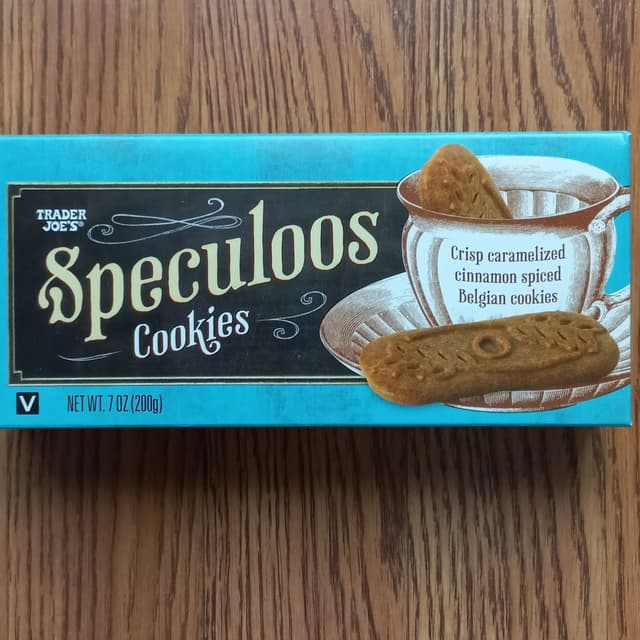 TRADER
JOE'S®
Speculoos
Cookies
Crisp caramelized
cinnamon spiced
Belgian cookies
V
NET WT. 7 OZ (200g)